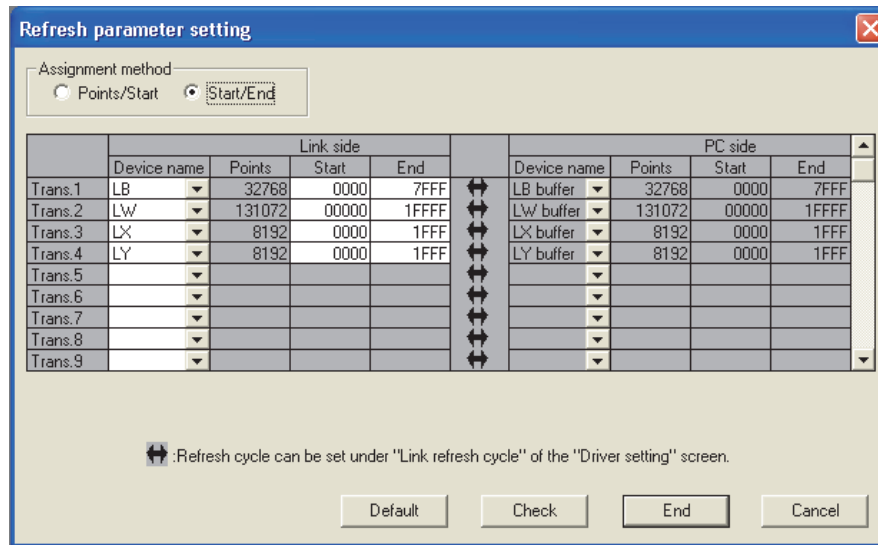 Refresh parameter setting
Assignment method
Points/Start Start/End
Link side PC side
Device name Points Start End Device name Points Start End
Trans.1 LB 32768 0000 7FFF LB buffer 32768 0000 7FFF
Trans.2 LW 131072 00000 1FFFF LW buffer 131072 00000 1FFFF
Trans.3 LX 8192 0000 1FFF LX buffer 8192 0000 1FFF
Trans.4 LY 8192 0000 1FFF LY buffer 8192 0000 1FFF
Trans.5
Trans.6
Trans.7
Trans.8
Trans.9
:Refresh cycle can be set under "Link refresh cycle" of the "Driver setting" screen.
Default Check End Cancel